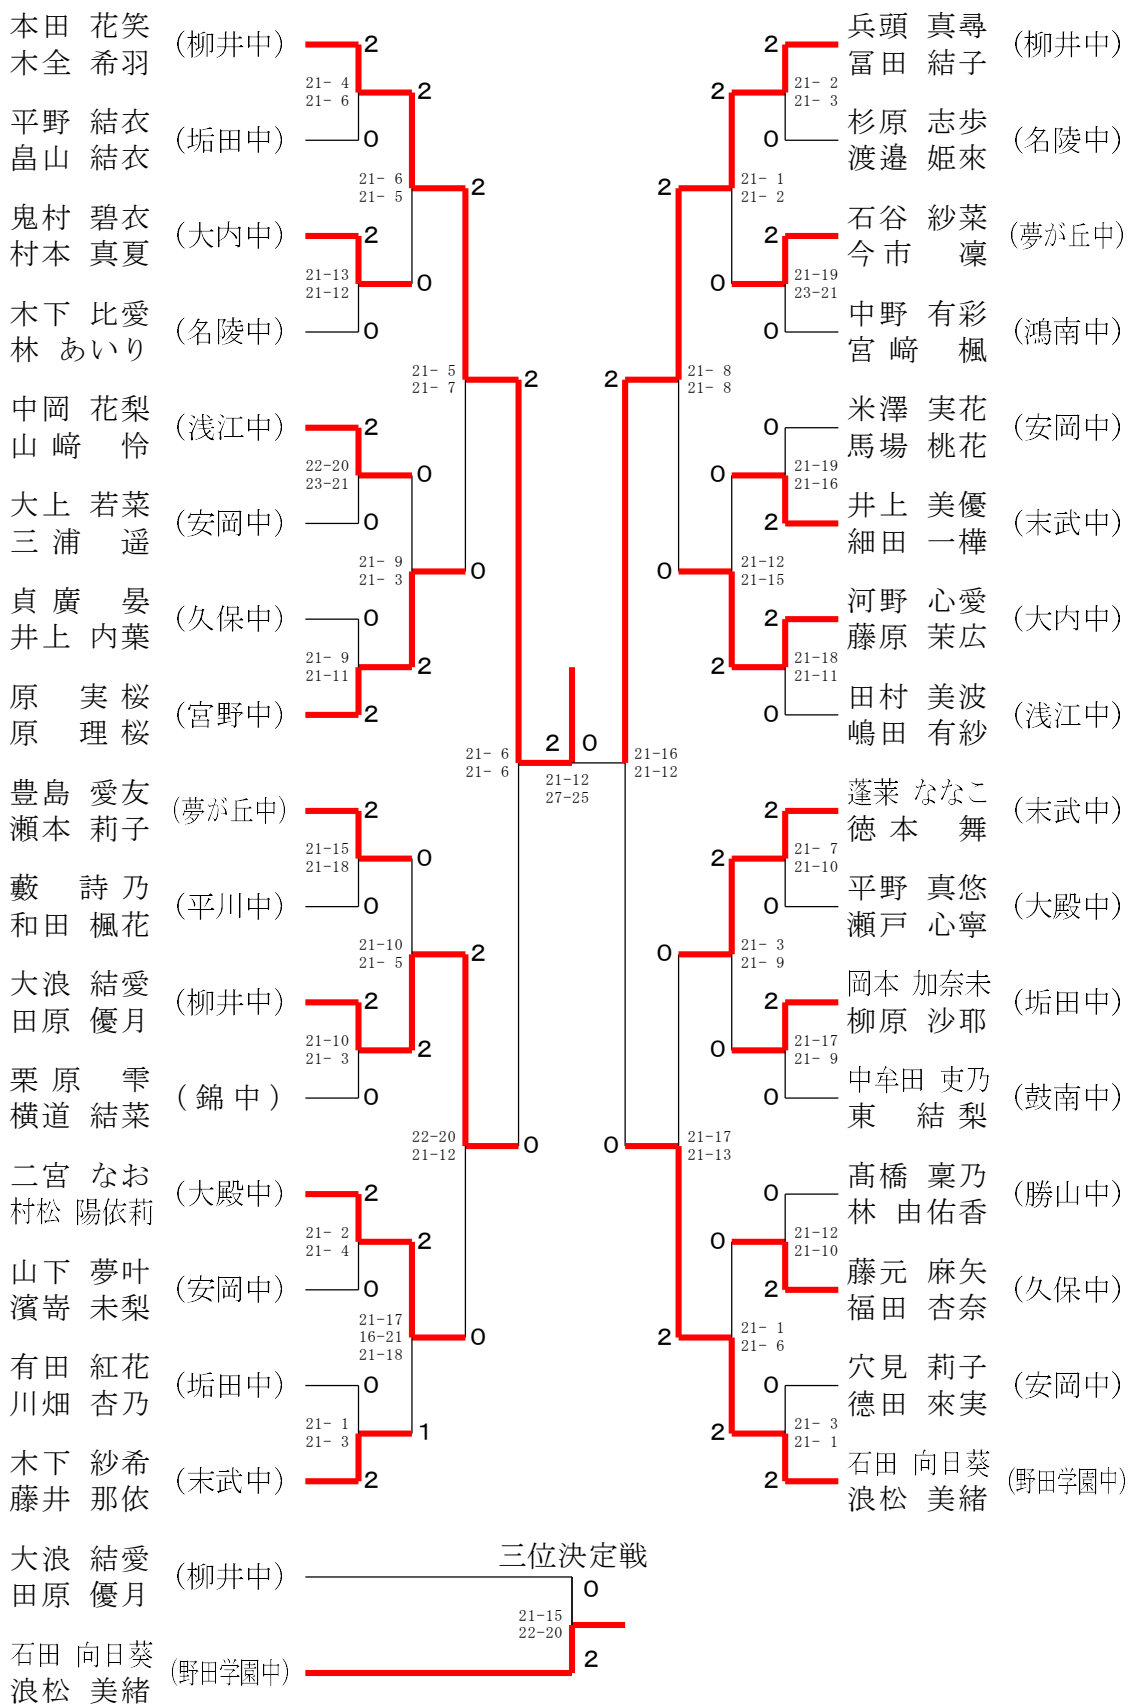 本田 花笑
木全 希羽
(柳井中)
2
21- 4
21- 6
2
平野 結衣
畠山 結衣
(垢田中)
0
21- 6
21- 5
2
鬼村 碧衣
村本 真夏
(大内中)
2
21-13
21-12
0
木下 比愛
林 あいり
(名陵中)
0
21- 5
21- 7
2
中岡 花梨
山﨑 怜
(浅江中)
2
22-20
23-21
0
大上 若菜
三浦 遥
(安岡中)
0
21- 9
21- 3
0
貞廣 晏
井上 内葉
(久保中)
0
21- 9
21-11
2
原 実桜
原 理桜
(宮野中)
2
21- 6
21- 6
2
0
21-12
27-25
豊島 愛友
瀬本 莉子
(夢が丘中)
2
21-15
21-18
0
藪 詩乃
和田 楓花
(平川中)
0
21-10
21- 5
2
大浪 結愛
田原 優月
(柳井中)
2
21-10
21- 3
2
栗原 雫
横道 結菜
(錦中)
0
22-20
21-12
0
二宮 なお
村松 陽依莉
(大殿中)
2
21- 2
21- 4
2
山下 夢叶
濱嵜 未梨
(安岡中)
0
21-17
16-21
21-18
0
有田 紅花
川畑 杏乃
(垢田中)
0
21- 1
21- 3
1
木下 紗希
藤井 那依
(末武中)
2
兵頭 真尋
冨田 結子
(柳井中)
2
21- 2
21- 3
2
杉原 志歩
渡邉 姫來
(名陵中)
0
21- 1
21- 2
2
石谷 紗菜
今市 凜
(夢が丘中)
2
21-19
23-21
0
中野 有彩
宮﨑 楓
(鴻南中)
0
21- 8
21- 8
2
米澤 実花
馬場 桃花
(安岡中)
0
21-19
21-16
0
井上 美優
細田 一樺
(末武中)
2
21-12
21-15
0
河野 心愛
藤原 茉広
(大内中)
2
21-18
21-11
2
田村 美波
嶋田 有紗
(浅江中)
0
21-16
21-12
蓬莱 ななこ
徳本 舞
(末武中)
2
21- 7
21-10
2
平野 真悠
瀬戸 心寧
(大殿中)
0
21- 3
21- 9
0
岡本 加奈未
柳原 沙耶
(垢田中)
2
21-17
21- 9
0
中牟田 吏乃
東 結梨
(鼓南中)
0
21-17
21-13
0
髙橋 稟乃
林 由佑香
(勝山中)
0
21-12
21-10
0
藤元 麻矢
福田 杏奈
(久保中)
2
21- 1
21- 6
2
穴見 莉子
德田 來実
(安岡中)
0
21- 3
21- 1
2
石田 向日葵
浪松 美緒
(野田学園中)
2
三位決定戦
大浪 結愛
田原 優月
(柳井中)
0
21-15
22-20
石田 向日葵
浪松 美緒
(野田学園中)
2